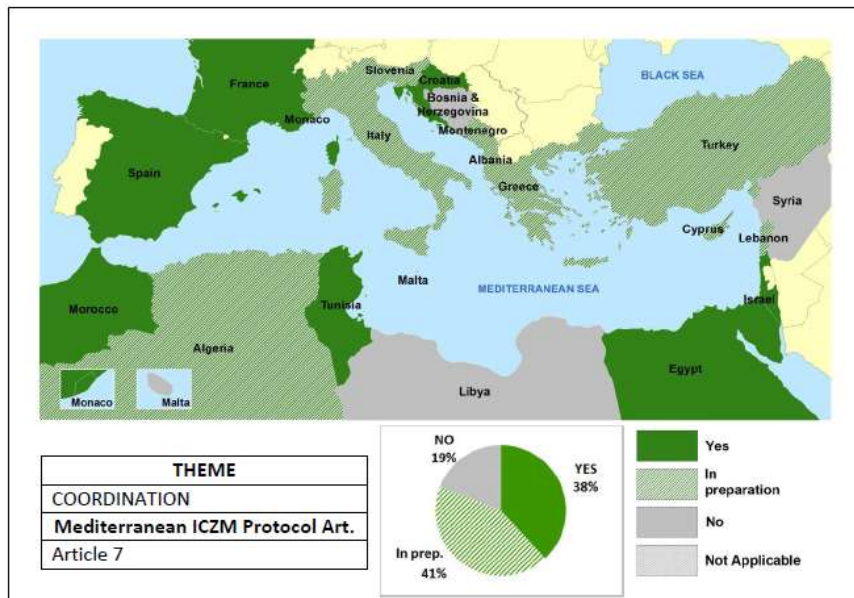 Slovenia
Croatia
France
BLACK SEA
Bosnia &
Herzegovina
Monaco
Montenegro
Italy
Turkey
Albania
Spain
Greece
Syria
Cyprus
Lebanon
Malta
MEDITERRANEAN SEA
Morocco
Tunisia
Israel
Algeria
Egypt
Libya
Monaco
Malta
THEME
COORDINATION
Mediterranean ICZM Protocol Art.
Article 7
NO
19%
YES
38%
In prep.
41%
Yes
In
preparation
No
Not Applicable